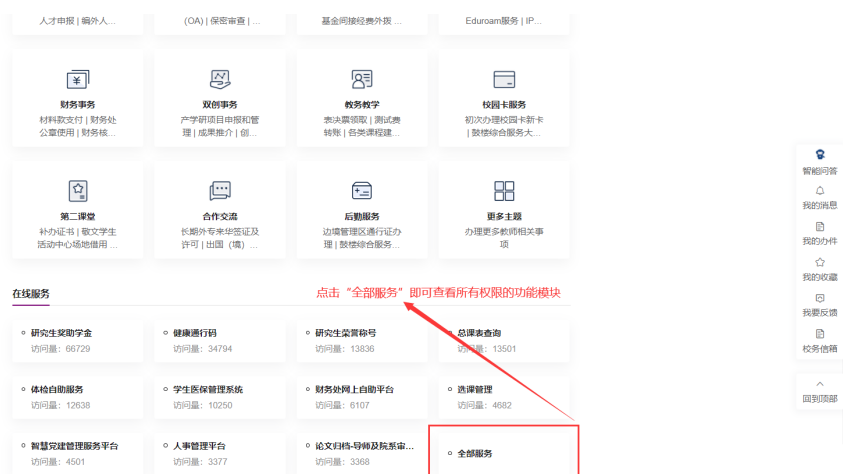 人才申报 | 编外人...
(OA) | 保密审查 | ...
基金间接经费外拨 ...
Eduroam服务 | IP...
财务事务
材料款支付 | 财务处
公章使用 | 财务核...
双创事务
产学研项目申报和管
理 | 成果推介 | 创...
教务教学
表决票领取 | 测试费
转账 | 各类课程建...
校园卡服务
初次办理校园卡新卡
| 鼓楼综合服务大...
第二课堂
补办证书 | 敬文学生
活动中心场地借用 ...
合作交流
长期外专来华签证及
许可 | 出国（境）...
后勤服务
边境管理区通行证办
理 | 鼓楼综合服务...
更多主题
办理更多教师相关事
项
在线服务
点击“全部服务”即可查看所有权限的功能模块
研究生奖助学金
访问量：66729
健康通行码
访问量：34794
研究生荣誉称号
访问量：13836
总课表查询
访问量：13501
体检自助服务
访问量：12638
学生医保管理系统
访问量：10250
财务处网上自助平台
访问量：6107
选课管理
访问量：4682
智慧党建管理服务平台
访问量：4501
人事管理平台
访问量：3377
论文归档-导师及院系审...
访问量：3368
全部服务
智能问答
我的消息
我的办件
我的收藏
我要反馈
校务信箱
回到顶部